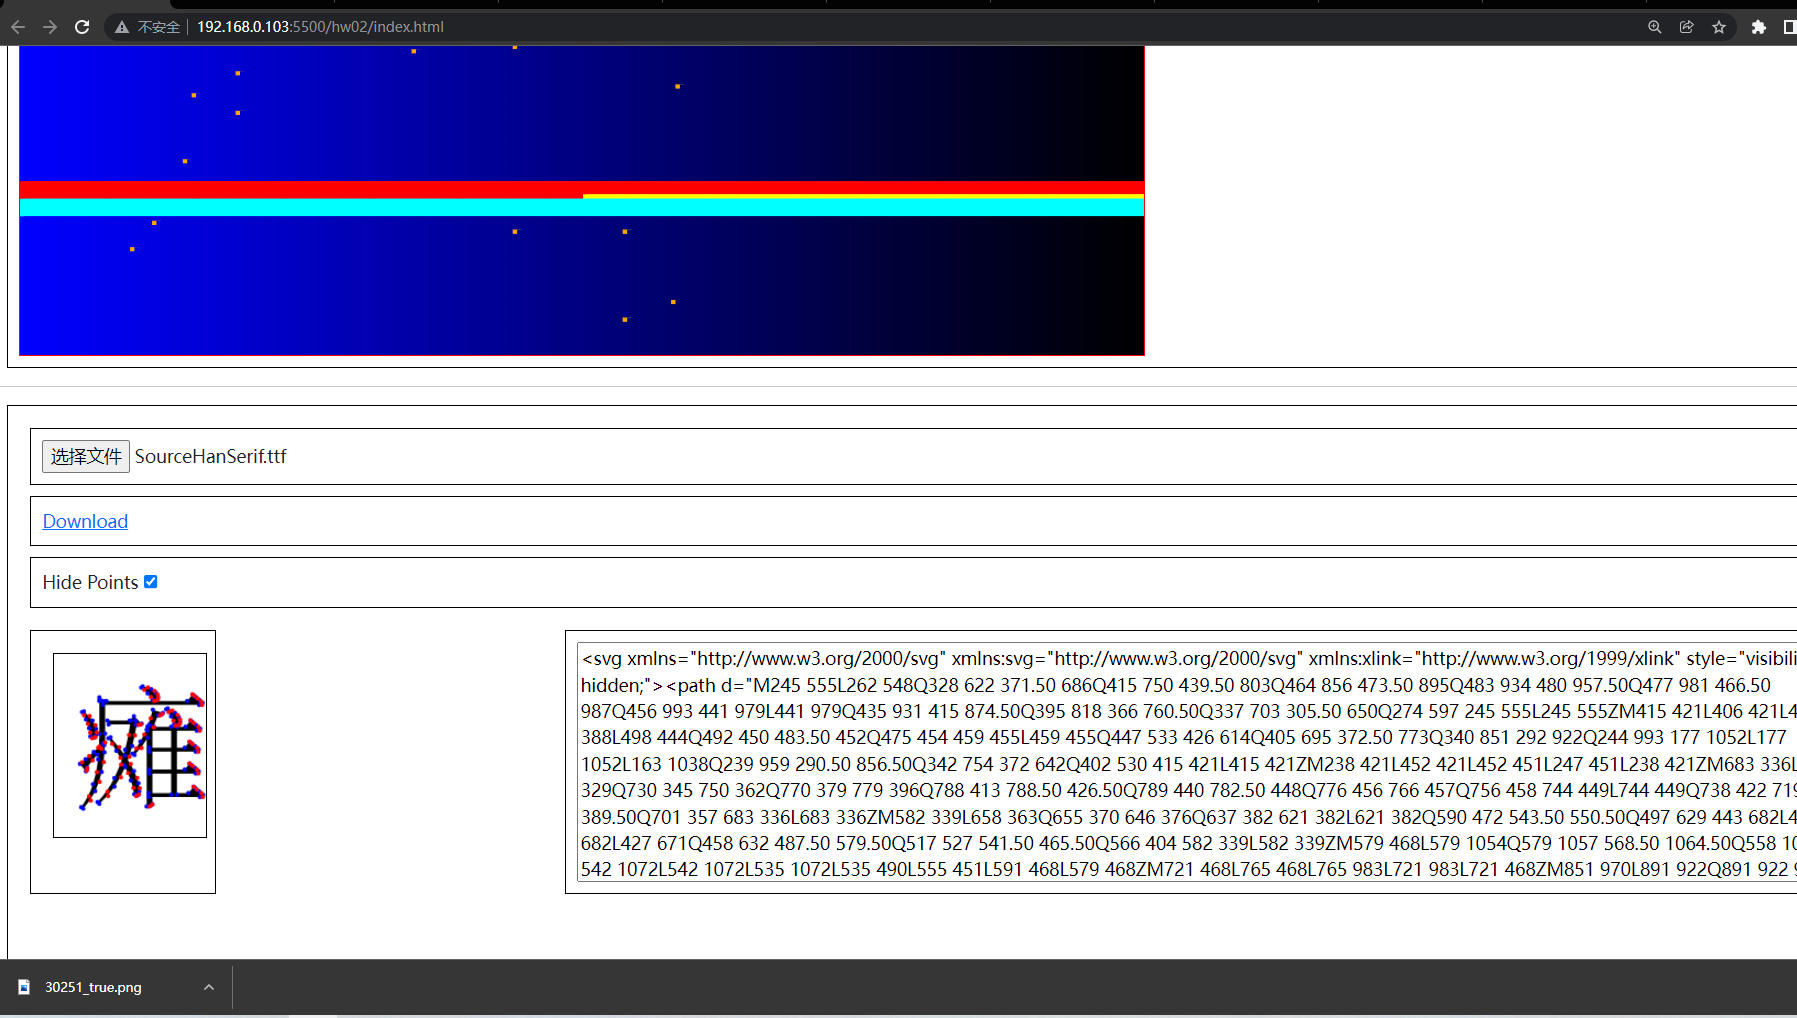 不安全 192.168.0.103:5500/hw02/index.html
选择文件 SourceHanSerif.ttf
Download
Hide Points
<svg xmlns="http://www.w3.org/2000/svg" xmlns:svg="http://www.w3.org/2000/svg" xmlns:xlink="http://www.w3.org/1999/xlink" style="visibili
hidden;"><path d="M245 555L262 548Q328 622 371.50 686Q415 750 439.50 803Q464 856 473.50 895Q483 934 480 957.50Q477 981 466.50
987Q456 993 441 979L441 979Q435 931 415 874.50Q395 818 366 760.50Q337 703 305.50 650Q274 597 245 555L245 555ZM415 421L406 421L4
388L498 444Q492 450 483.50 452Q475 454 459 455L459 455Q447 533 426 614Q405 695 372.50 773Q340 851 292 922Q244 993 177 1052L177
1052L163 1038Q239 959 290.50 856.50Q342 754 372 642Q402 530 415 421L415 421ZM238 421L452 421L452 451L247 451L238 421ZM683 336L
329Q730 345 750 362Q770 379 779 396Q788 413 788.50 426.50Q789 440 782.50 448Q776 456 766 457Q756 458 744 449L744 449Q738 422 719
389.50Q701 357 683 336L683 336ZM582 339L658 363Q655 370 646 376Q637 382 621 382L621 382Q590 472 543.50 550.50Q497 629 443 682L4
682L427 671Q458 632 487.50 579.50Q517 527 541.50 465.50Q566 404 582 339L582 339ZM579 468L579 1054Q579 1057 568.50 1064.50Q558 10
542 1072L542 1072L535 1072L535 490L555 451L591 468L579 468ZM721 468L765 468L765 983L721 983L721 468ZM851 970L891 922Q891 922 9
30251_true.png